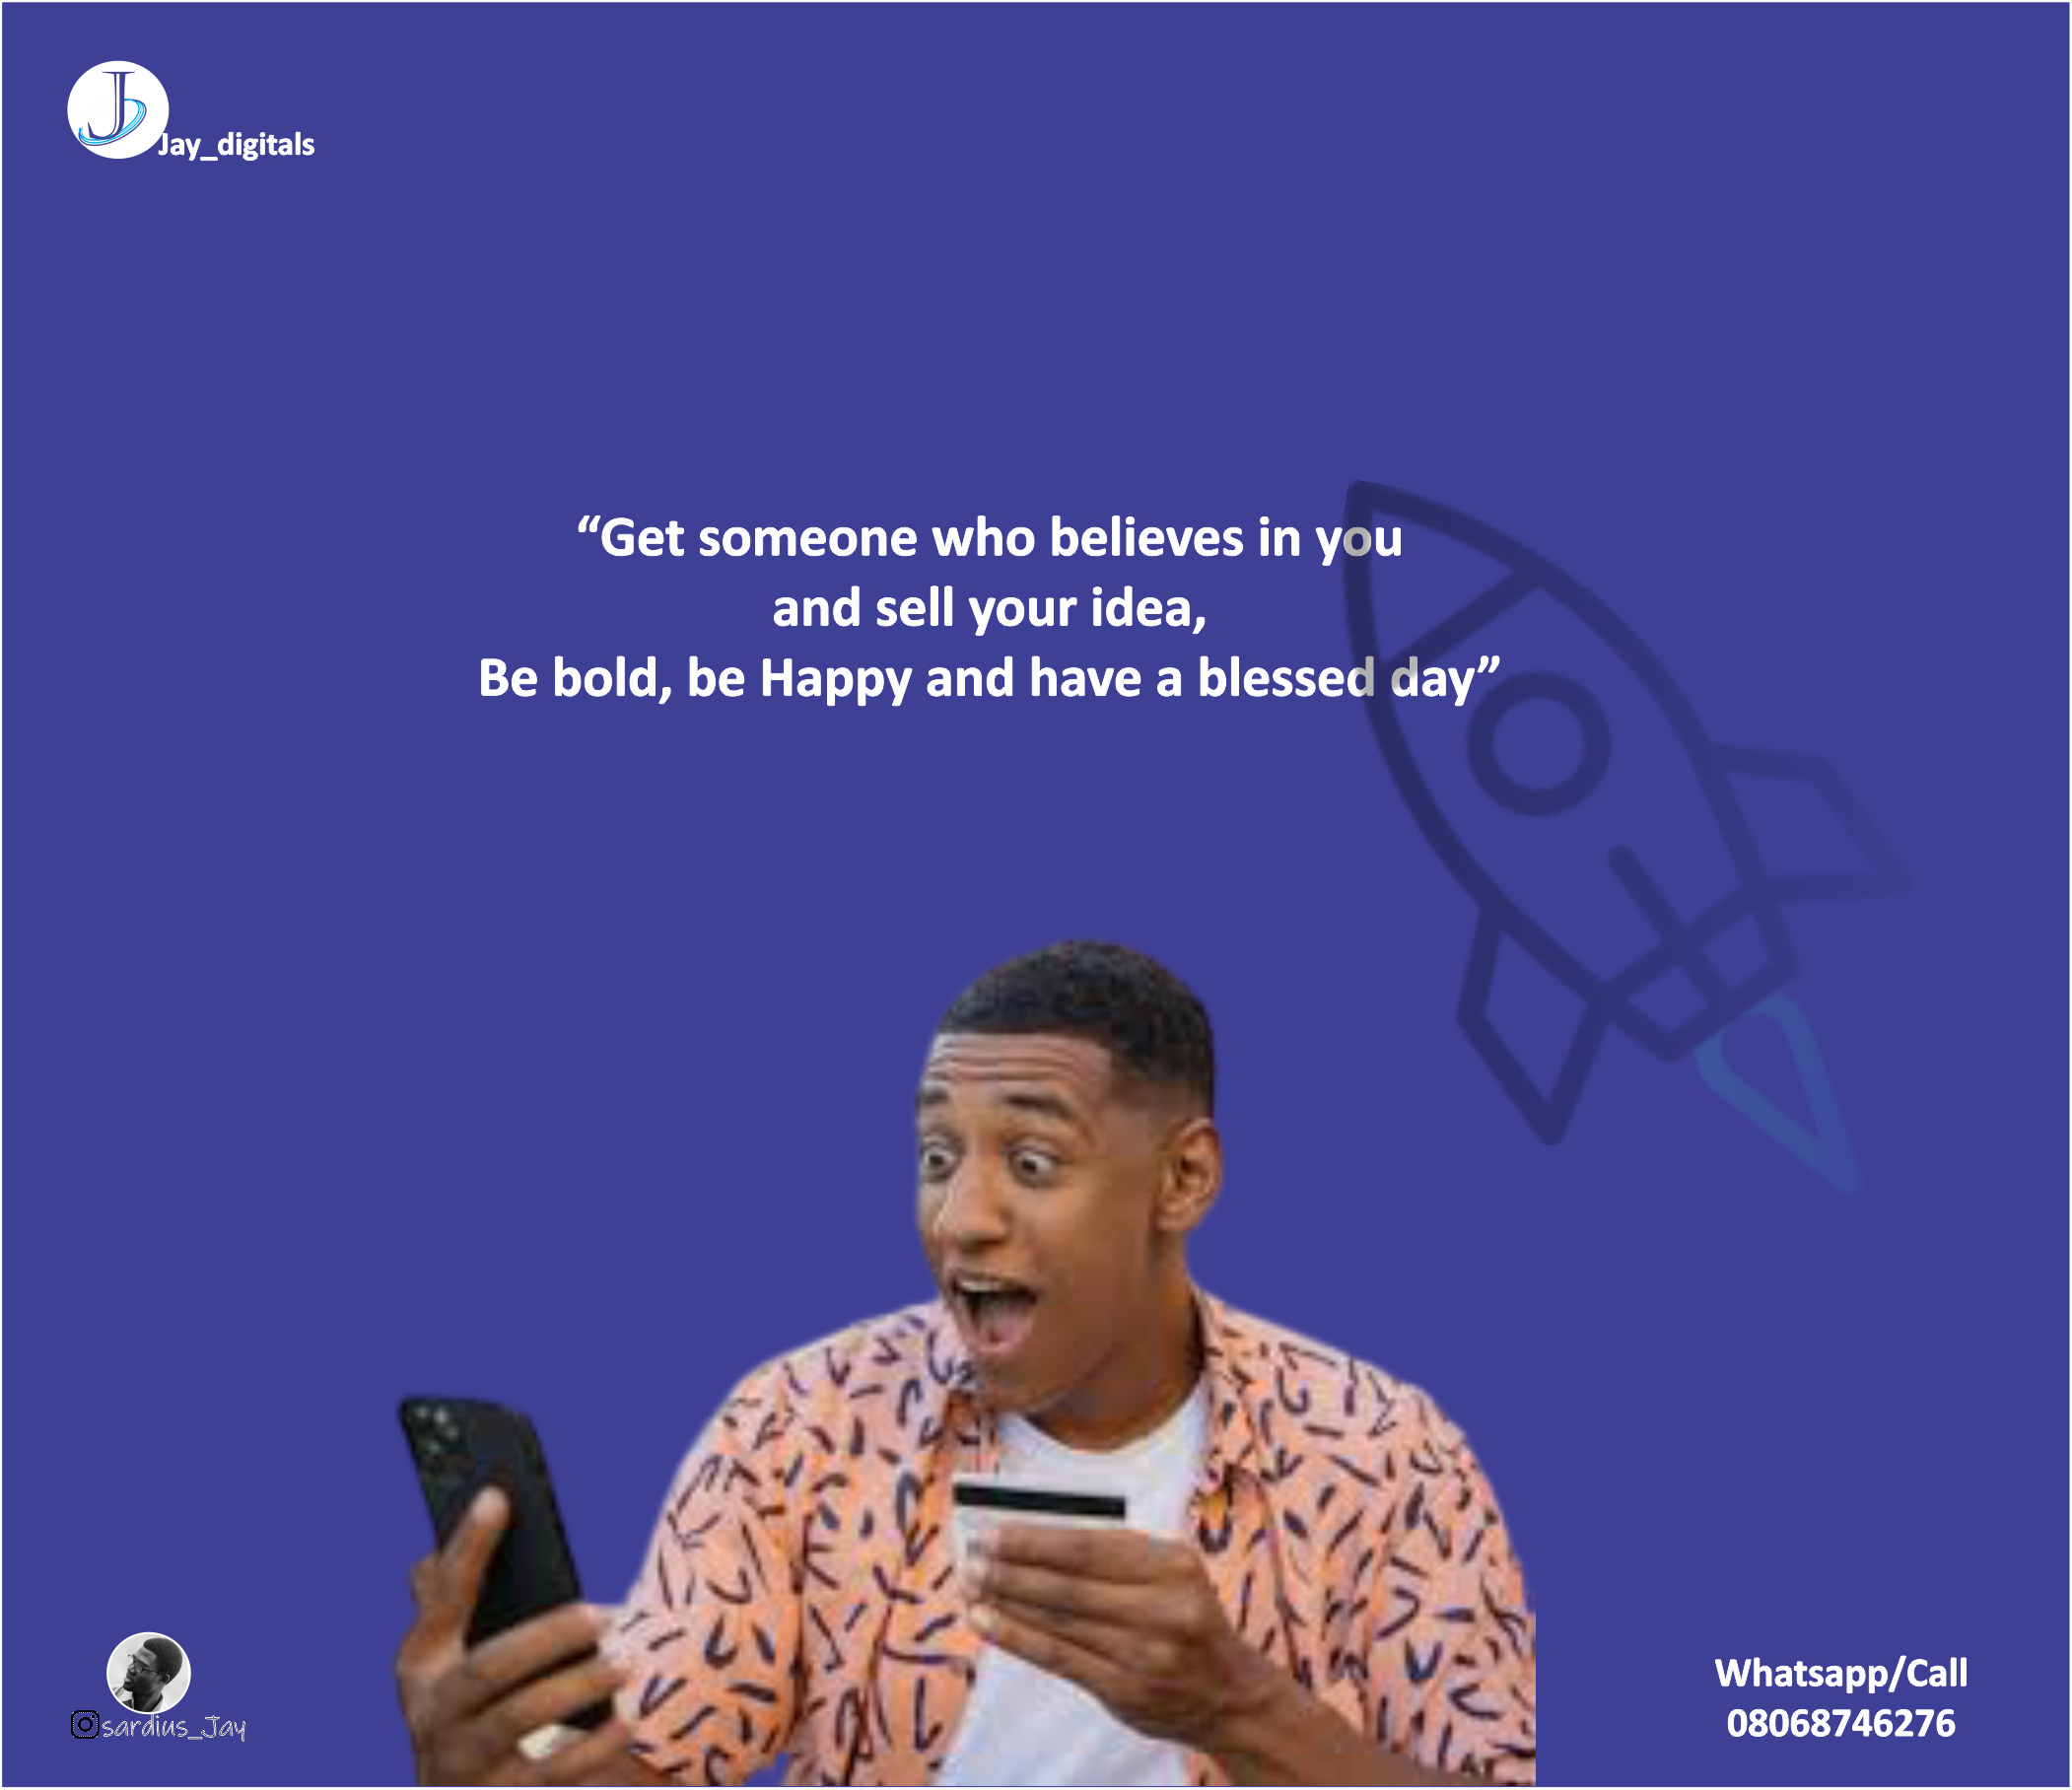 Jay_digitals
“Get someone who believes in you
and sell your idea,
Be bold, be Happy and have a blessed day”
sardius_Jay
Whatsapp/Call
08068746276